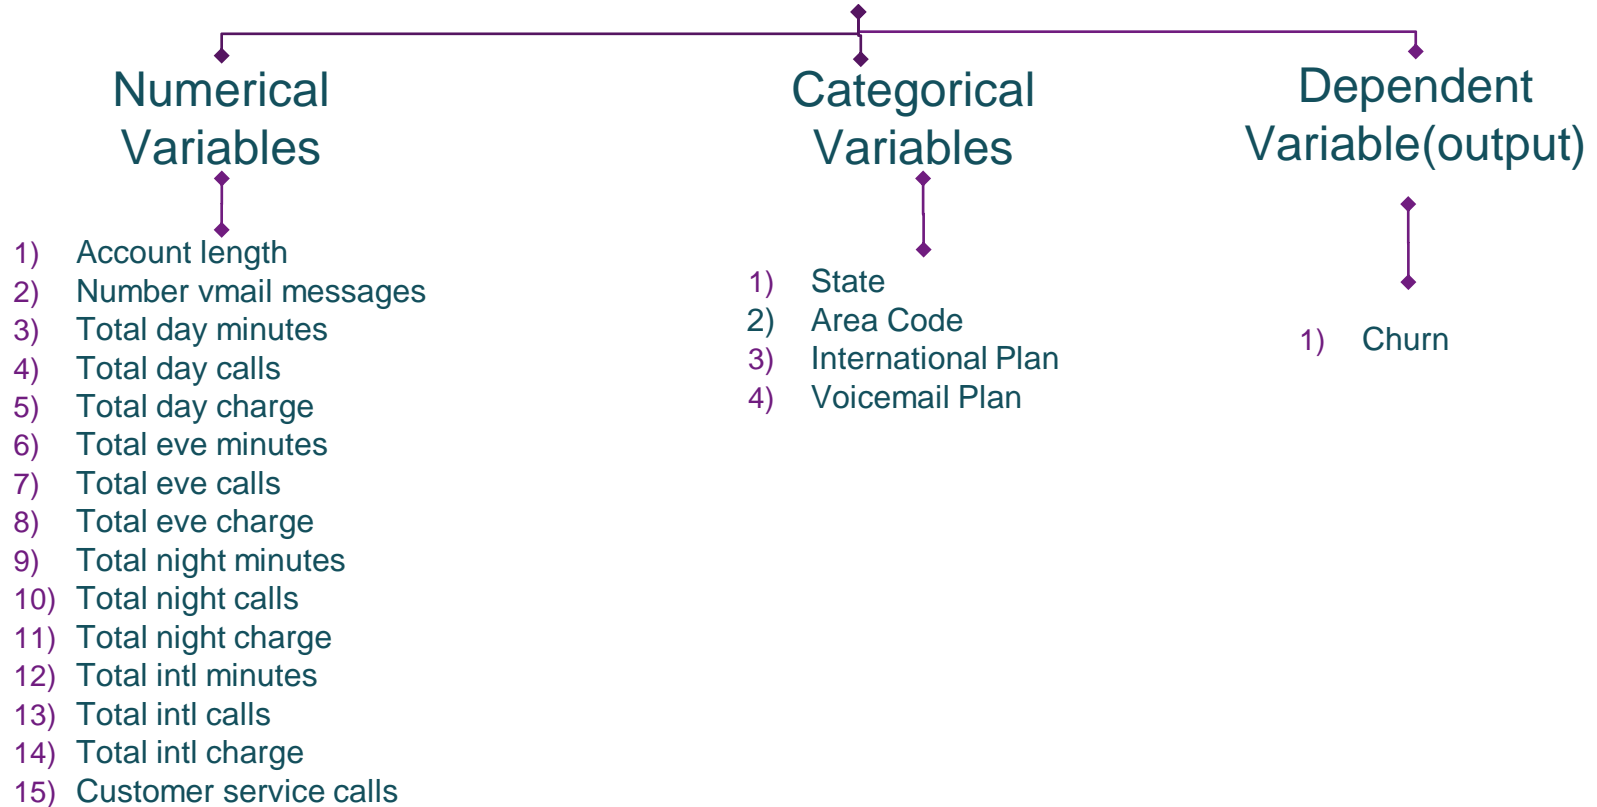 Numerical
Variables
1) Account length
2) Number vmail messages
3) Total day minutes
4) Total day calls
5) Total day charge
6) Total eve minutes
7) Total eve calls
8) Total eve charge
9) Total night minutes
10) Total night calls
11) Total night charge
12) Total intl minutes
13) Total intl calls
14) Total intl charge
15) Customer service calls
Categorical
Variables
1) State
2) Area Code
3) International Plan
4) Voicemail Plan
Dependent
Variable(output)
1) Churn